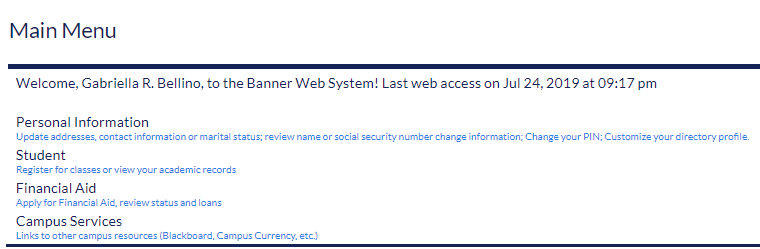 Main Menu
Welcome, Gabriella R. Bellino, to the Banner Web System! Last web access on Jul 24, 2019 at 09:17 pm
Personal Information
Update addresses, contact information or marital status; review name or social security number change information; Change your PIN; Customize your directory profile.
Student
Register for classes or view your academic records
Financial Aid
Apply for Financial Aid, review status and loans
Campus Services
Links to other campus resources (Blackboard, Campus Currency, etc.)